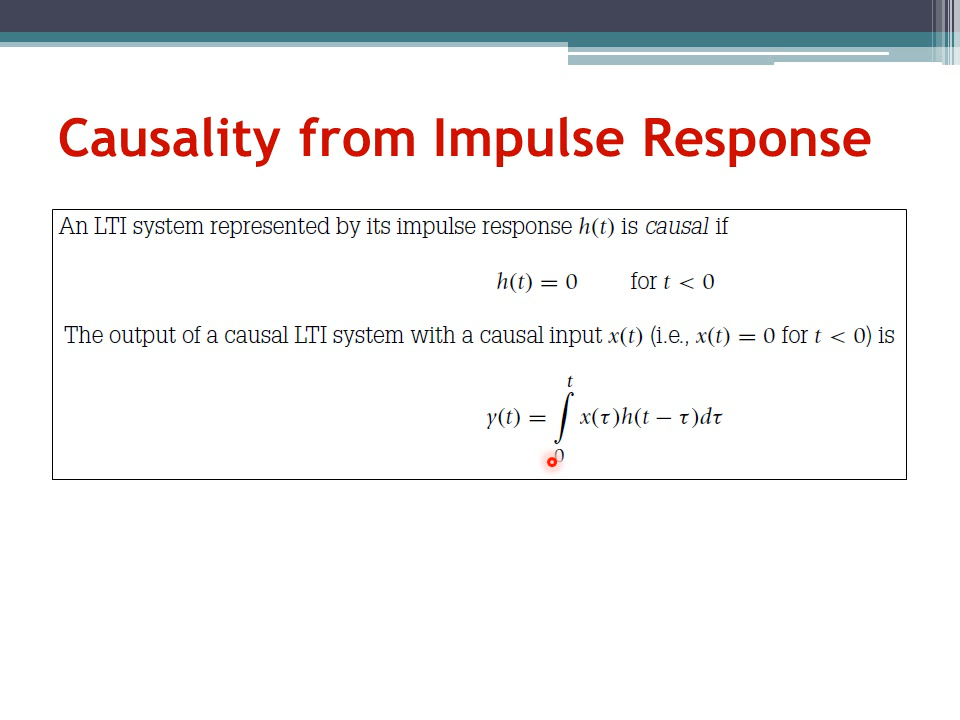 Causality from Impulse Response
An LTI system represented by its impulse response h(t) is causal if
h(t) = 0 for t < 0
The output of a causal LTI system with a causal input x(t) (i.e., x(t) = 0 for t < 0) is
y(t) = ∫₀ᵗ x(τ)h(t − τ)dτ